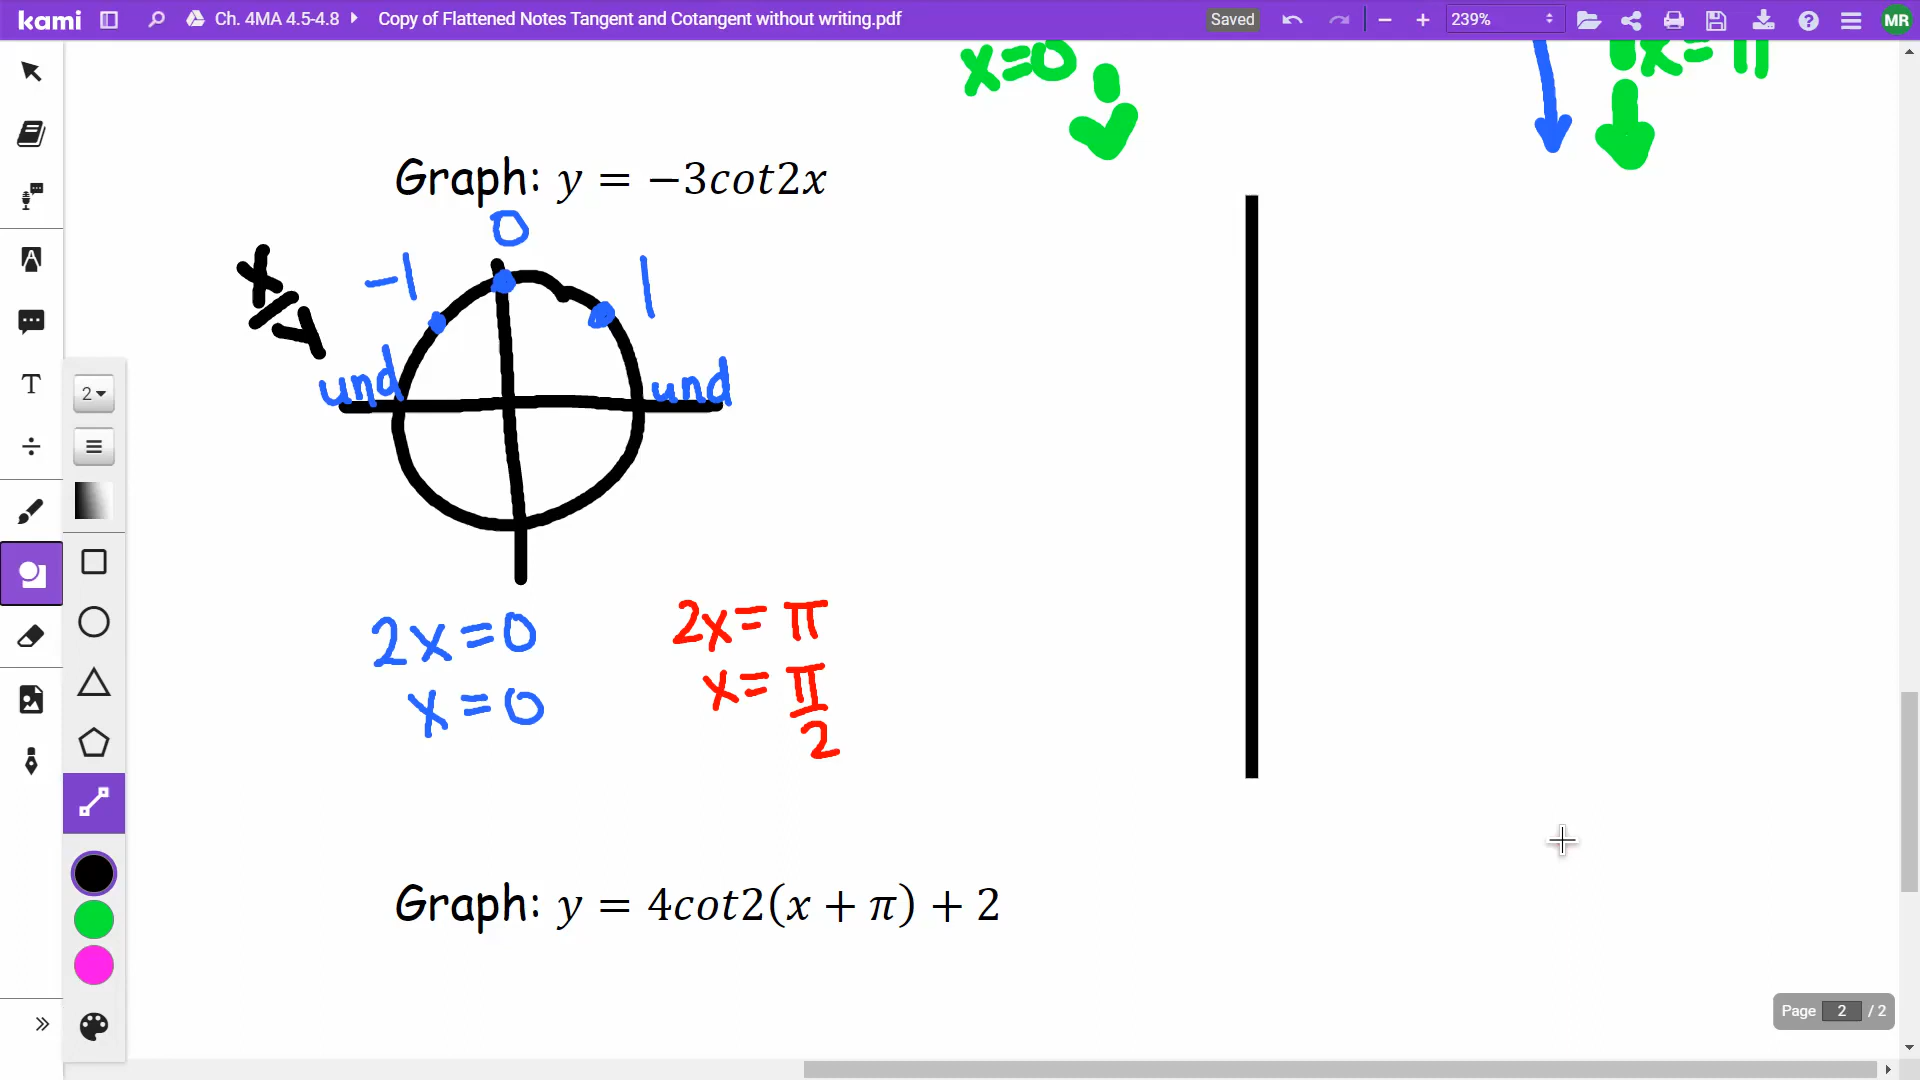 kami
Ch. 4MA 4.5-4.8
Copy of Flattened Notes Tangent and Cotangent without writing.pdf
Saved
239%
MR
x=0
x=π
Graph: y = −3cot2x
0
-1
1
x/y
und
und
2
2x=0
x=0
2x=π
x=π/2
Graph: y = 4cot2(x + π) + 2
Page 2 / 2